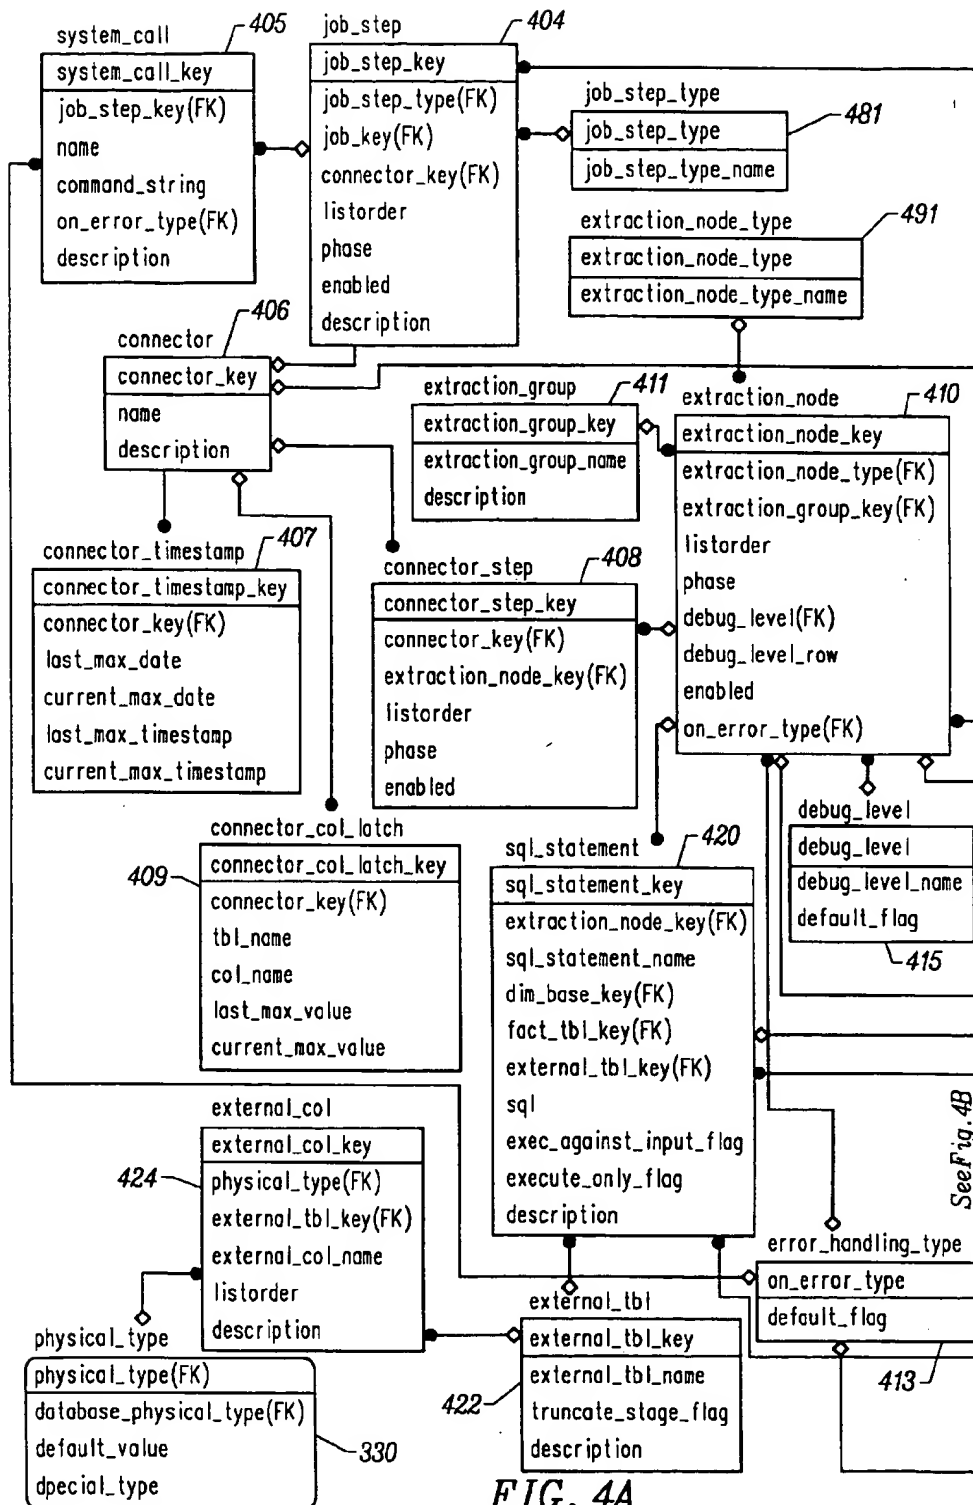 system_call
405
system_call_key
job_step_key(FK)
name
command_string
on_error_type(FK)
description
job_step
404
job_step_key
job_step_type(FK)
job_key(FK)
connector_key(FK)
listorder
phase
enabled
description
job_step_type
job_step_type
481
job_step_type_name
extraction_node_type
491
extraction_node_type
extraction_node_type_name
connector
406
connector_key
name
description
extraction_group
411
extraction_group_key
extraction_group_name
description
extraction_node
410
extraction_node_key
extraction_node_type(FK)
extraction_group_key(FK)
listorder
phase
debug_level(FK)
debug_level_row
enabled
on_error_type(FK)
connector_timestamp
407
connector_timestamp_key
connector_key(FK)
last_max_date
current_max_date
last_max_timestamp
current_max_timestamp
connector_step
408
connector_step_key
connector_key(FK)
extraction_node_key(FK)
listorder
phase
enabled
connector_col_latch
409
connector_col_latch_key
connector_key(FK)
tbl_name
col_name
last_max_value
current_max_value
sql_statement
420
sql_statement_key
extraction_node_key(FK)
sql_statement_name
dim_base_key(FK)
fact_tbl_key(FK)
external_tbl_key(FK)
sql
exec_against_input_flag
execute_only_flag
description
debug_level
debug_level
debug_level_name
default_flag
415
See Fig. 4B
external_col
424
external_col_key
physical_type(FK)
external_tbl_key(FK)
external_col_name
listorder
description
error_handling_type
on_error_type
default_flag
413
physical_type
physical_type(FK)
database_physical_type(FK)
default_value
dpecial_type
330
external_tbl
422
external_tbl_key
external_tbl_name
truncate_stage_flag
description
FIG. 4A